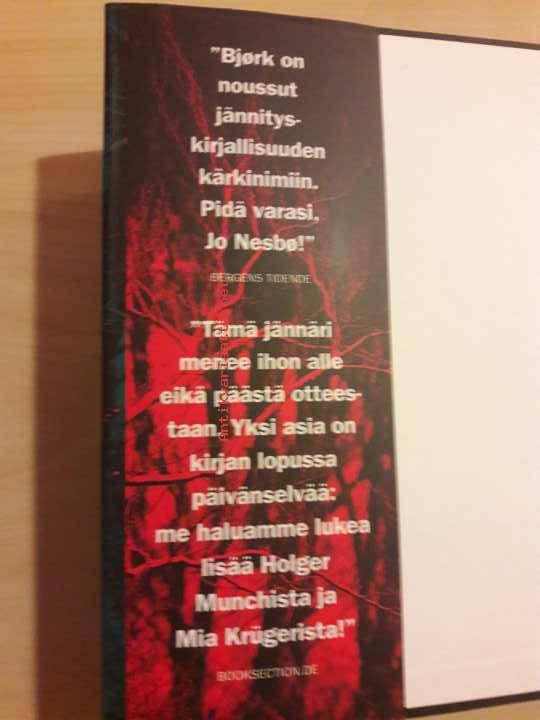 "Bjørk on
noussut
jännitys-
kirjallisuuden
kärkinimiin.
Pidä varasi,
Jo Nesbø!"
BERGENS TIDENDE
"Tämä jännäri
menee ihon alle
eikä päästä ottees-
taan. Yksi asia on
kirjan lopussa
päivänselvää:
me haluamme lukea
lisää Holger
Munchista ja
Mia Krügerista!"
BOOKSECTION.DE